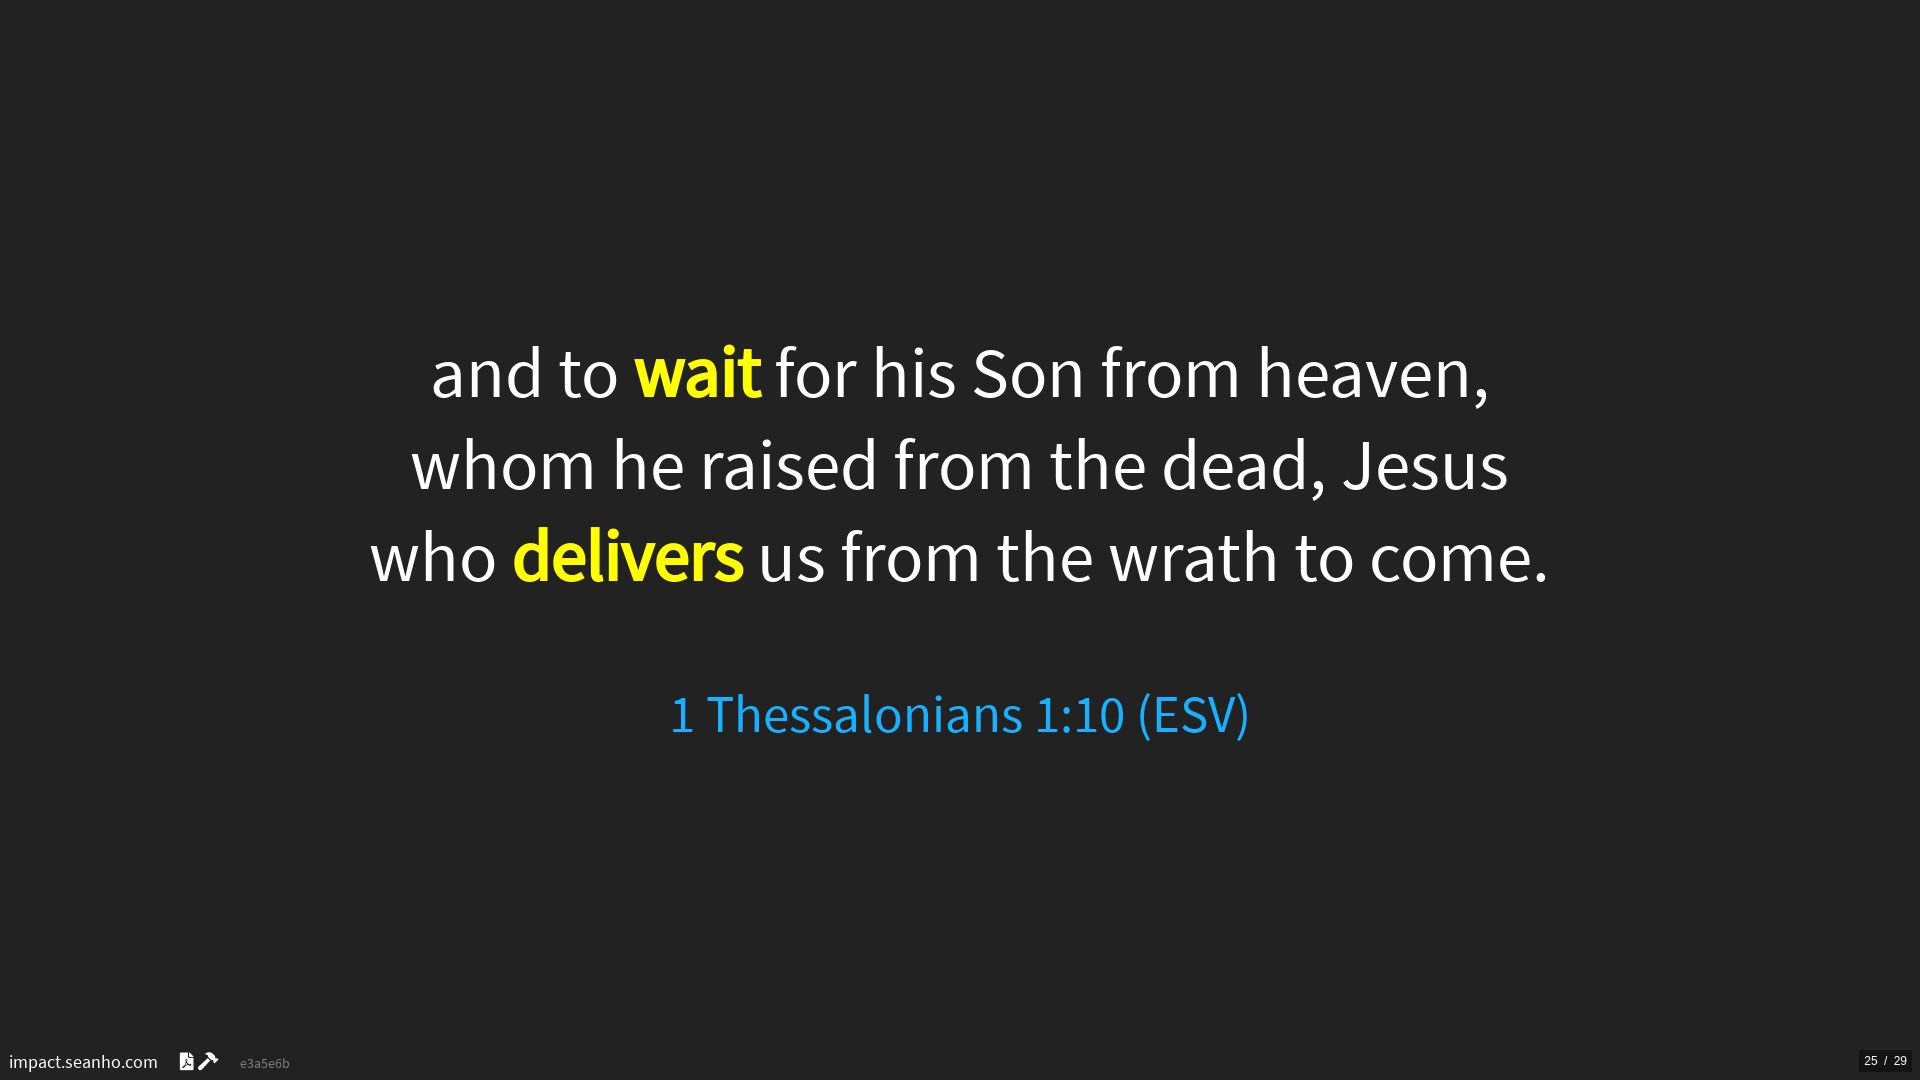 and to wait for his Son from heaven,
whom he raised from the dead, Jesus
who delivers us from the wrath to come.
1 Thessalonians 1:10 (ESV)
impact.seanho.com e3a5e6b 25 / 29